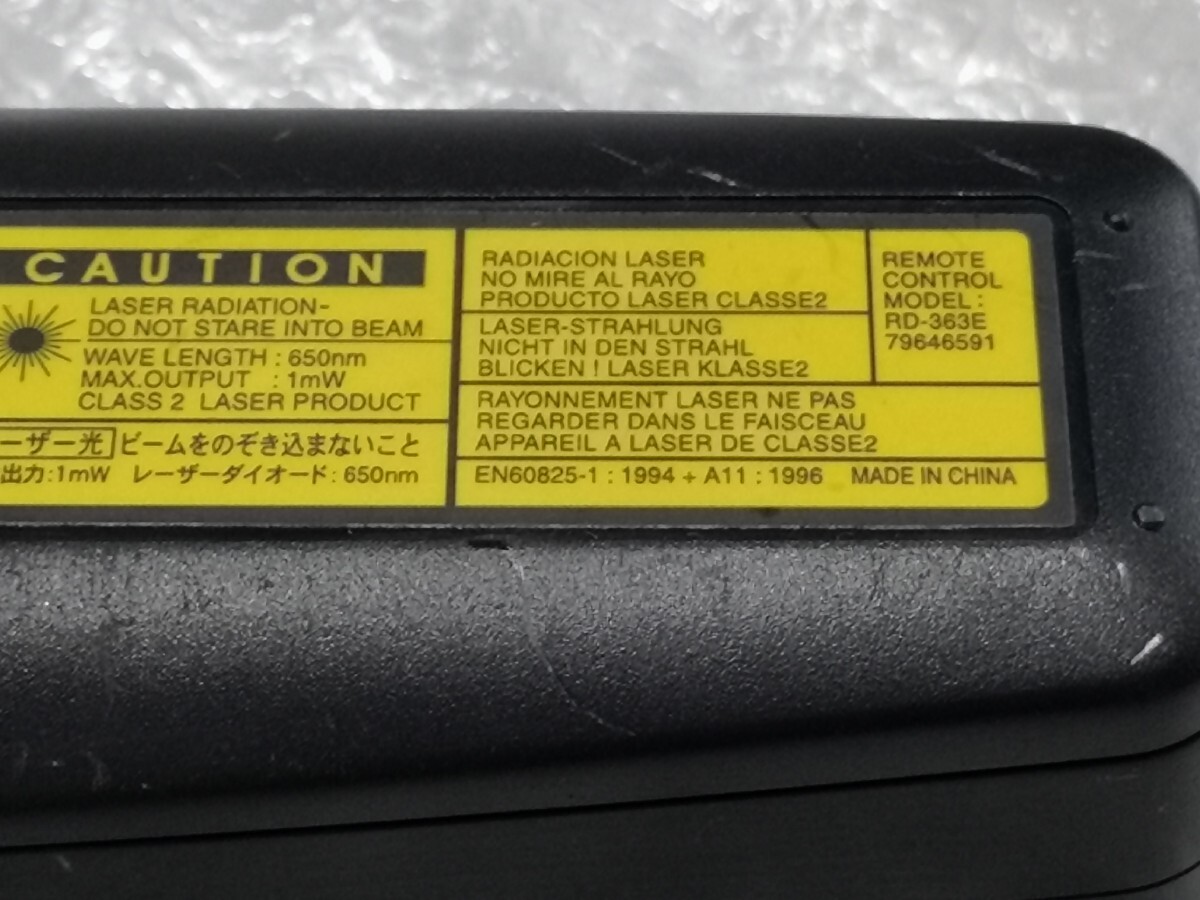 CAUTION
LASER RADIATION-
DO NOT STARE INTO BEAM
WAVE LENGTH : 650nm
MAX.OUTPUT : 1mW
CLASS 2 LASER PRODUCT
ーザー光 ビームをのぞき込まないこと
出力:1mW レーザーダイオード: 650nm
RADIACION LASER
NO MIRE AL RAYO
PRODUCTO LASER CLASSE2
LASER-STRAHLUNG
NICHT IN DEN STRAHL
BLICKEN ! LASER KLASSE2
RAYONNEMENT LASER NE PAS
REGARDER DANS LE FAISCEAU
APPAREIL A LASER DE CLASSE2
EN60825-1 : 1994 + A11 : 1996 MADE IN CHINA
REMOTE
CONTROL
MODEL :
RD-363E
79646591